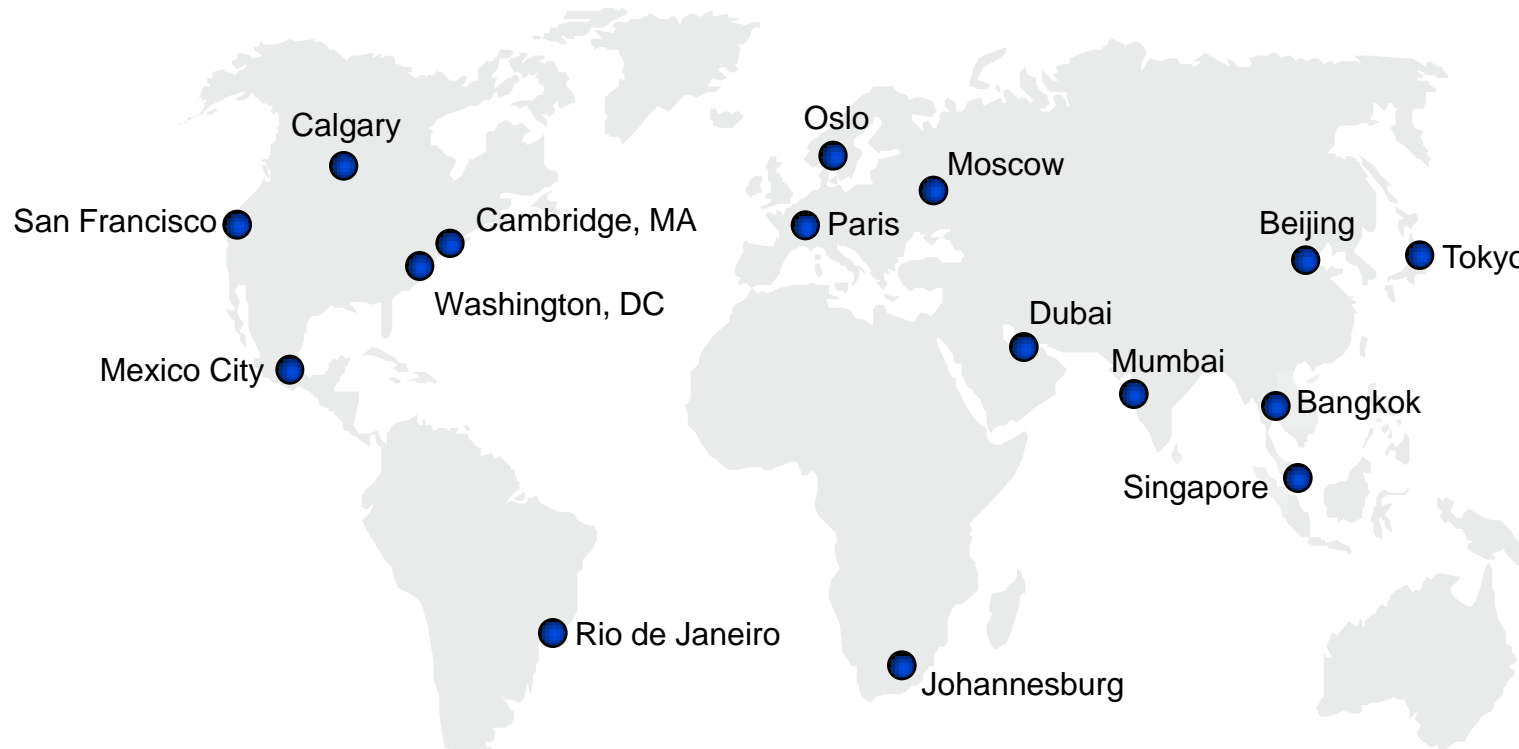 Oslo
Calgary
Moscow
San Francisco
Cambridge, MA
Paris
Beijing
Tokyo
Washington, DC
Dubai
Mumbai
Mexico City
Bangkok
Singapore
Rio de Janeiro
Johannesburg